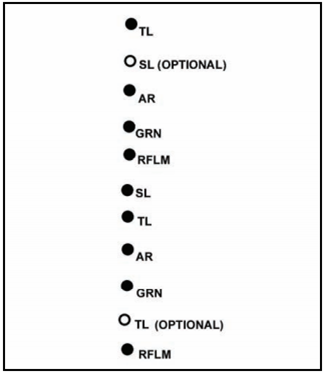 TL
SL (OPTIONAL)
AR
GRN
RFLM
SL
TL
AR
GRN
TL (OPTIONAL)
RFLM